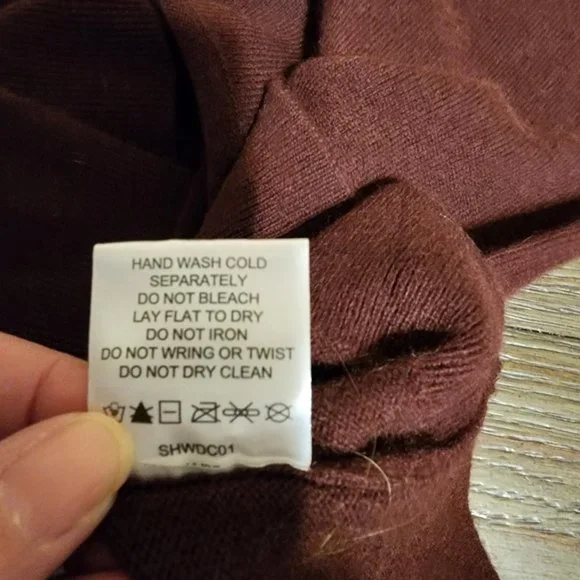 HAND WASH COLD
SEPARATELY
DO NOT BLEACH
LAY FLAT TO DRY
DO NOT IRON
DO NOT WRING OR TWIST
DO NOT DRY CLEAN
SHWDC01